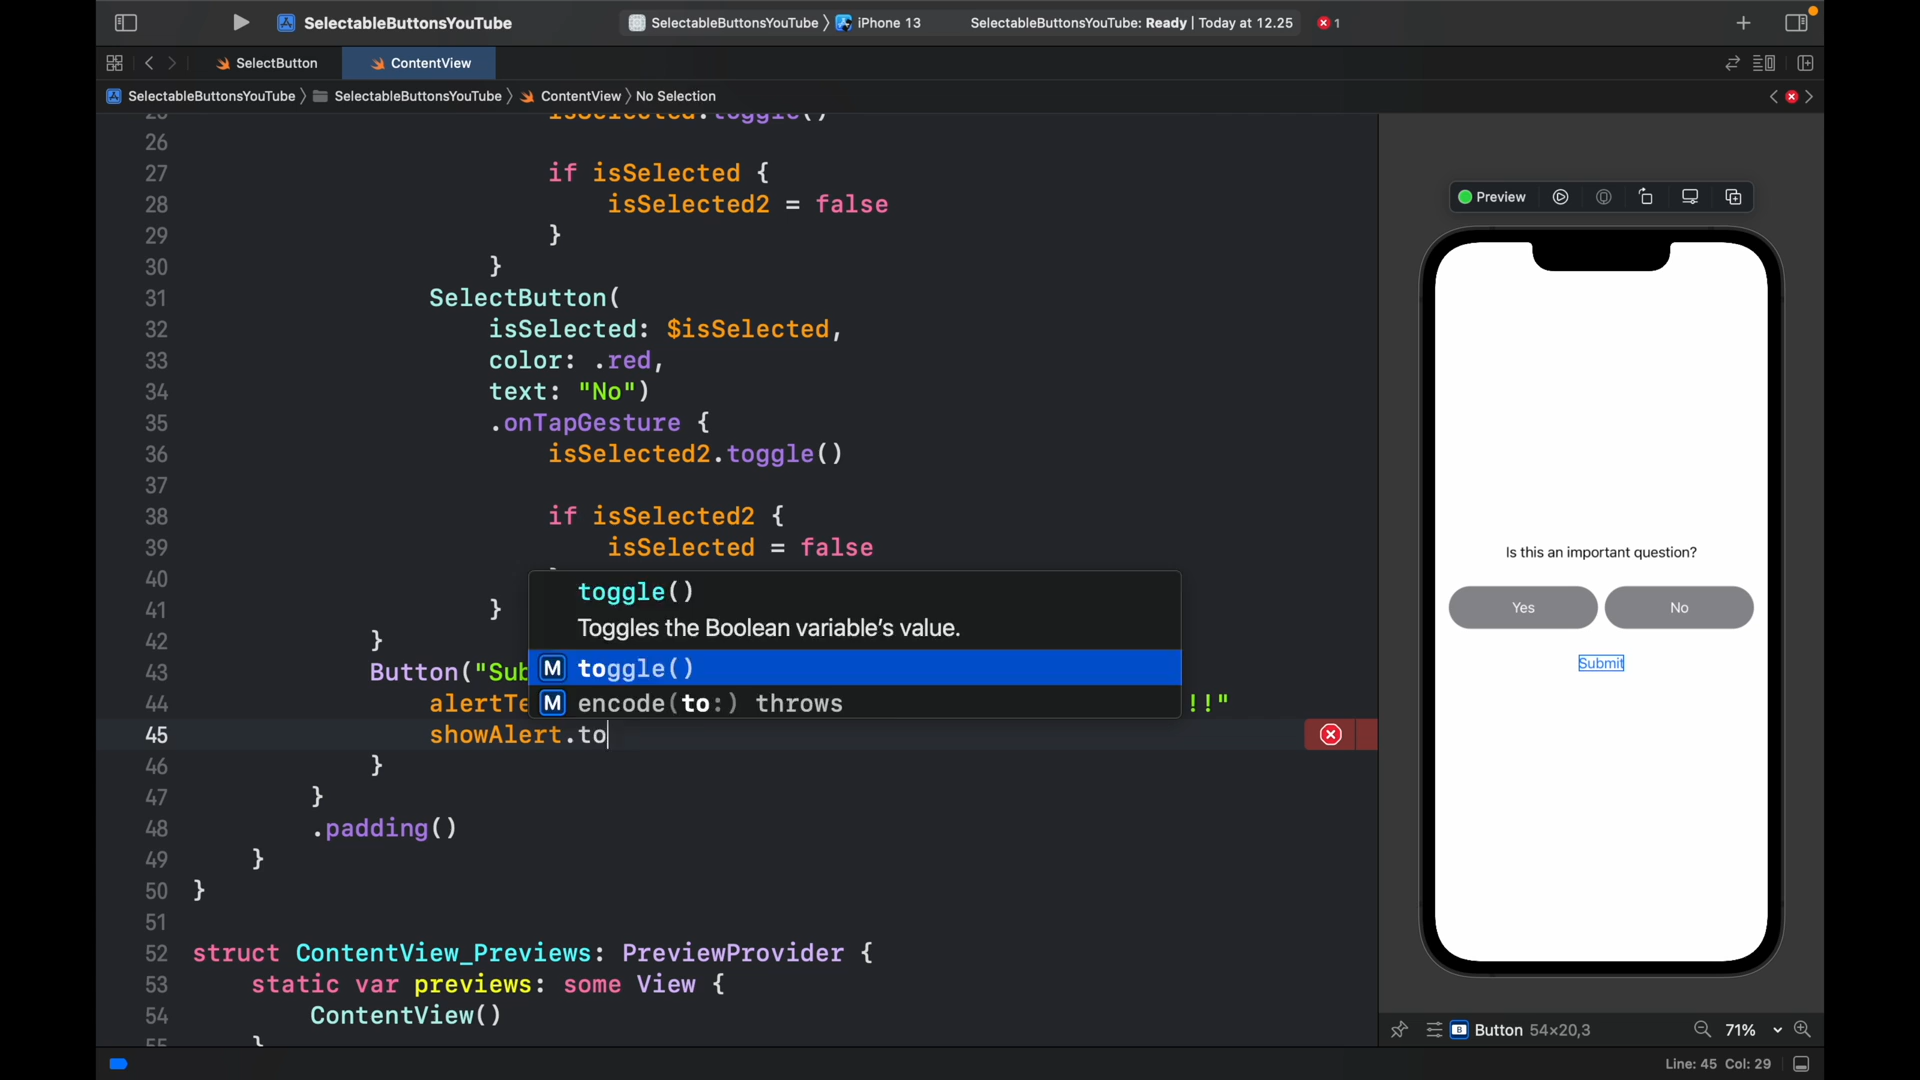 SelectableButtonsYouTube
SelectableButtonsYouTube 〉 iPhone 13
SelectableButtonsYouTube: Ready | Today at 12.25
1
SelectButton
ContentView
SelectableButtonsYouTube 〉 SelectableButtonsYouTube 〉 ContentView 〉 No Selection
25 isSelected.toggle()
26
27 if isSelected {
28 isSelected2 = false
29 }
30 }
31 SelectButton(
32 isSelected: $isSelected,
33 color: .red,
34 text: "No")
35 .onTapGesture {
36 isSelected2.toggle()
37
38 if isSelected2 {
39 isSelected = false
40
41 }
42 }
43 Button("Sub
44 alertTe !!"
45 showAlert.to
46 }
47 }
48 .padding()
49 }
50 }
51
52 struct ContentView_Previews: PreviewProvider {
53 static var previews: some View {
54 ContentView()
55 }
toggle()
Toggles the Boolean variable’s value.
M toggle()
M encode(to:) throws
Preview
Is this an important question?
Yes
No
Submit
B Button 54×20,3
71%
Line: 45 Col: 29